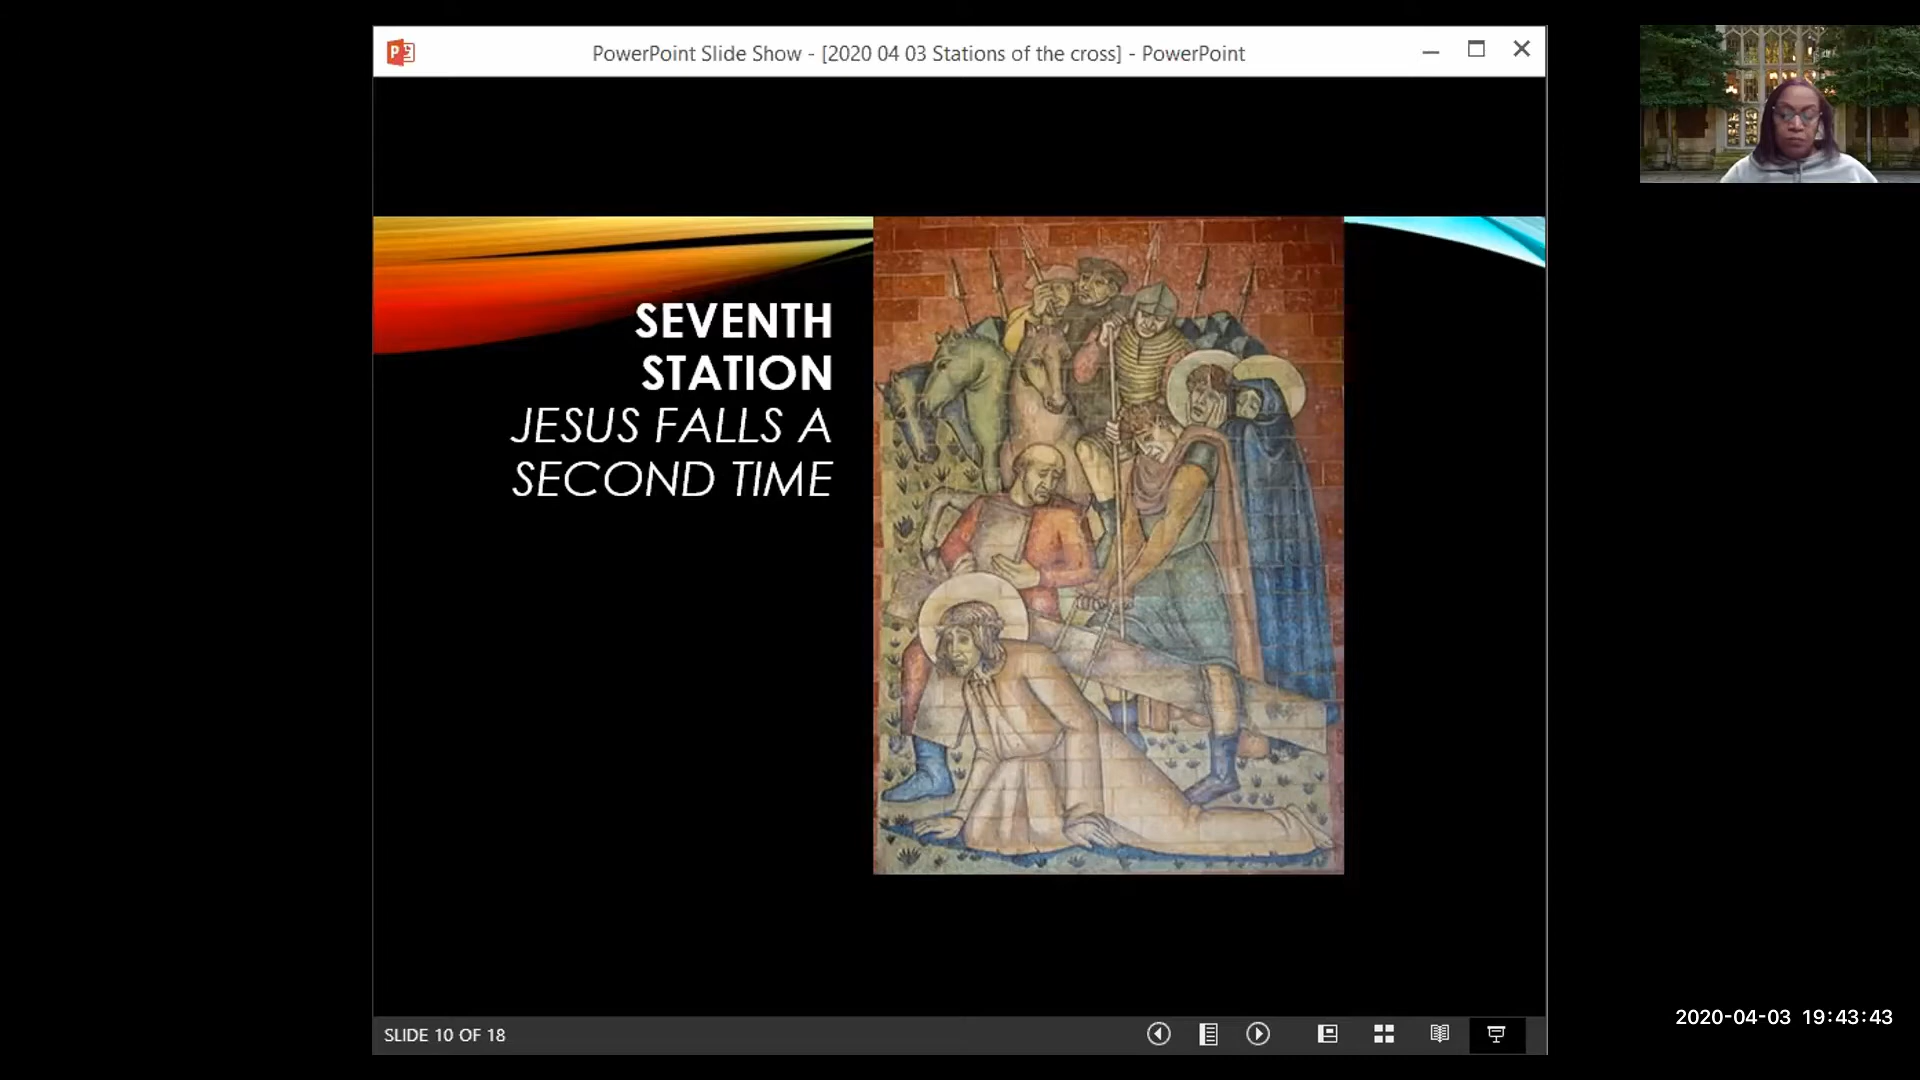 PowerPoint Slide Show - [2020 04 03 Stations of the cross] - PowerPoint
SEVENTH
STATION
JESUS FALLS A
SECOND TIME
SLIDE 10 OF 18
2020-04-03 19:43:43